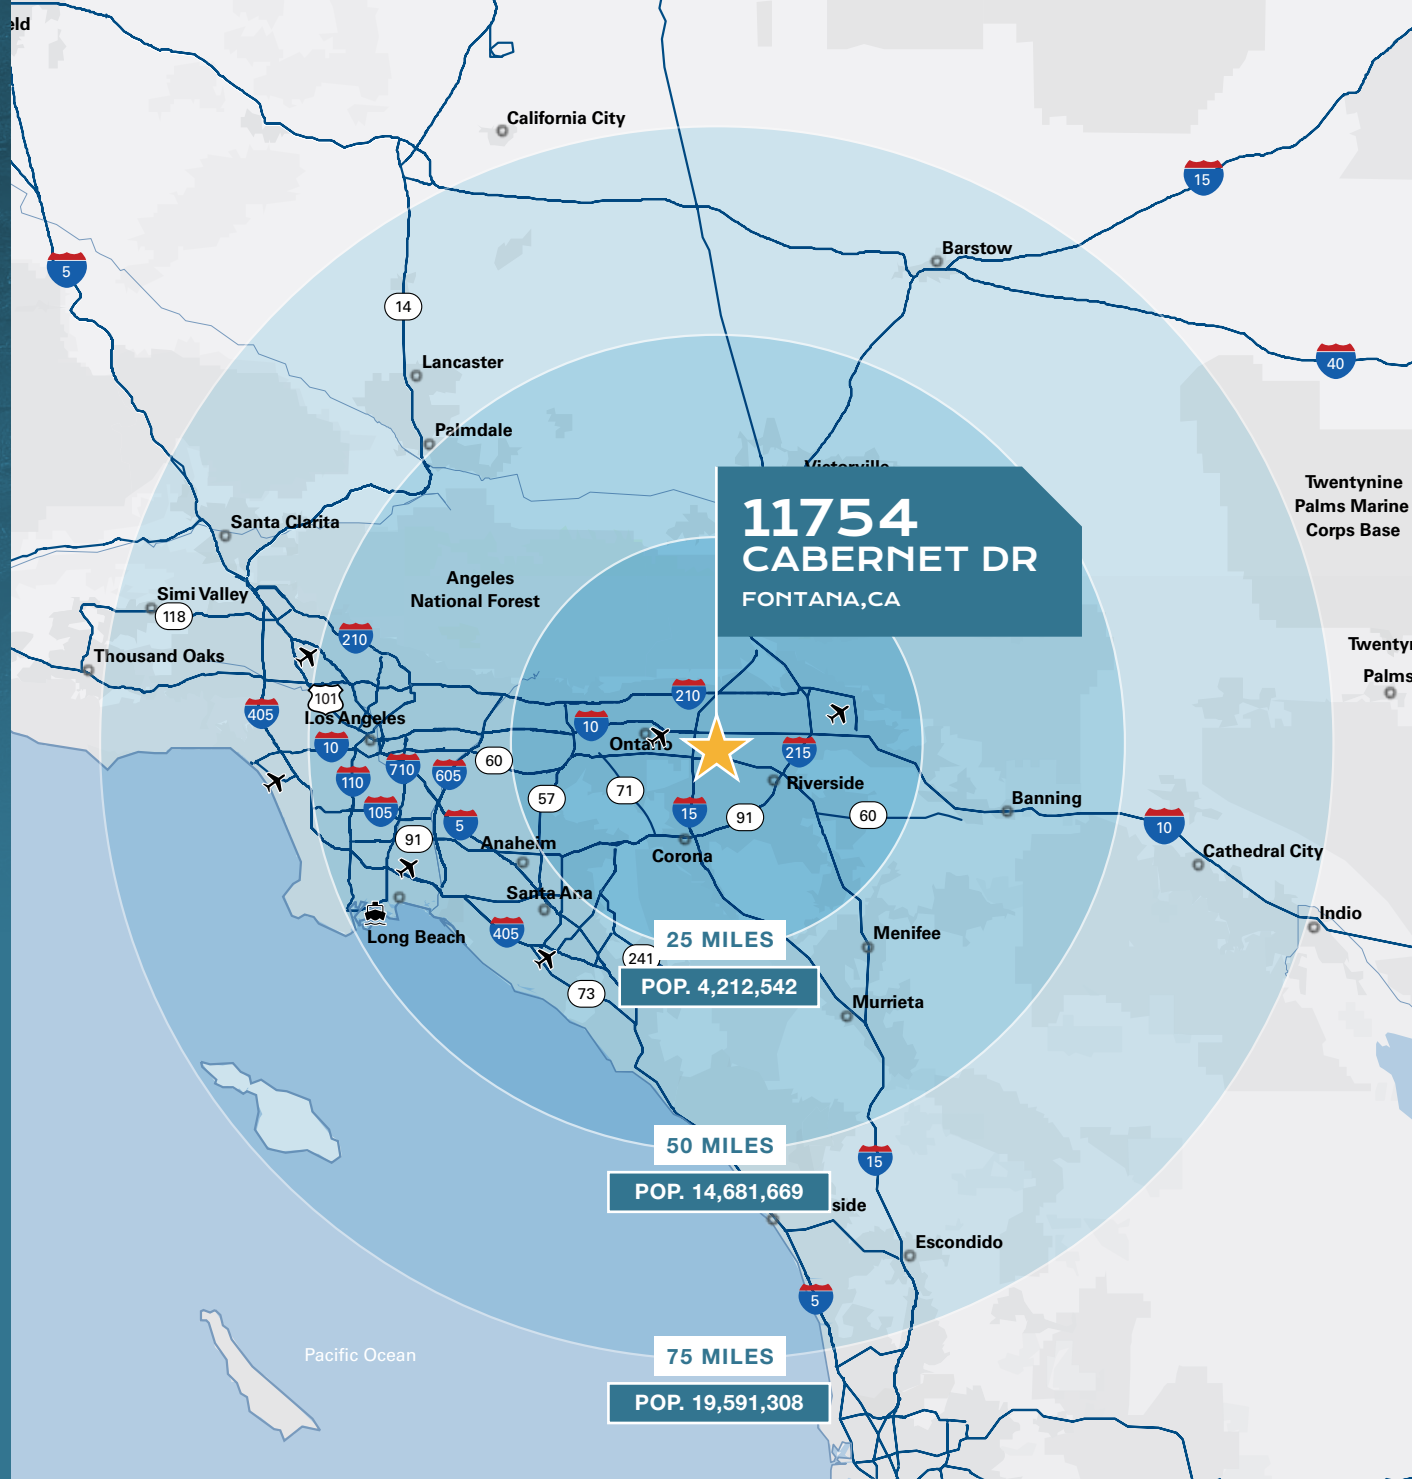 eld
California City
15
Barstow
5
14
40
Lancaster
Palmdale
Victorville
Twentynine
Palms Marine
Corps Base
11754
CABERNET DR
FONTANA,CA
Santa Clarita
Angeles
National Forest
Simi Valley
118
210
Thousand Oaks
Twenty
Palms
101
210
405
Los Angeles
10
10
Ontario
215
60
110
710
605
71
Riverside
57
15
91
60
Banning
105
5
10
91
Anaheim
Corona
Cathedral City
Santa Ana
Indio
405
Long Beach
25 MILES
Menifee
241
POP. 4,212,542
73
Murrieta
50 MILES
15
POP. 14,681,669
side
Escondido
5
Pacific Ocean
75 MILES
POP. 19,591,308